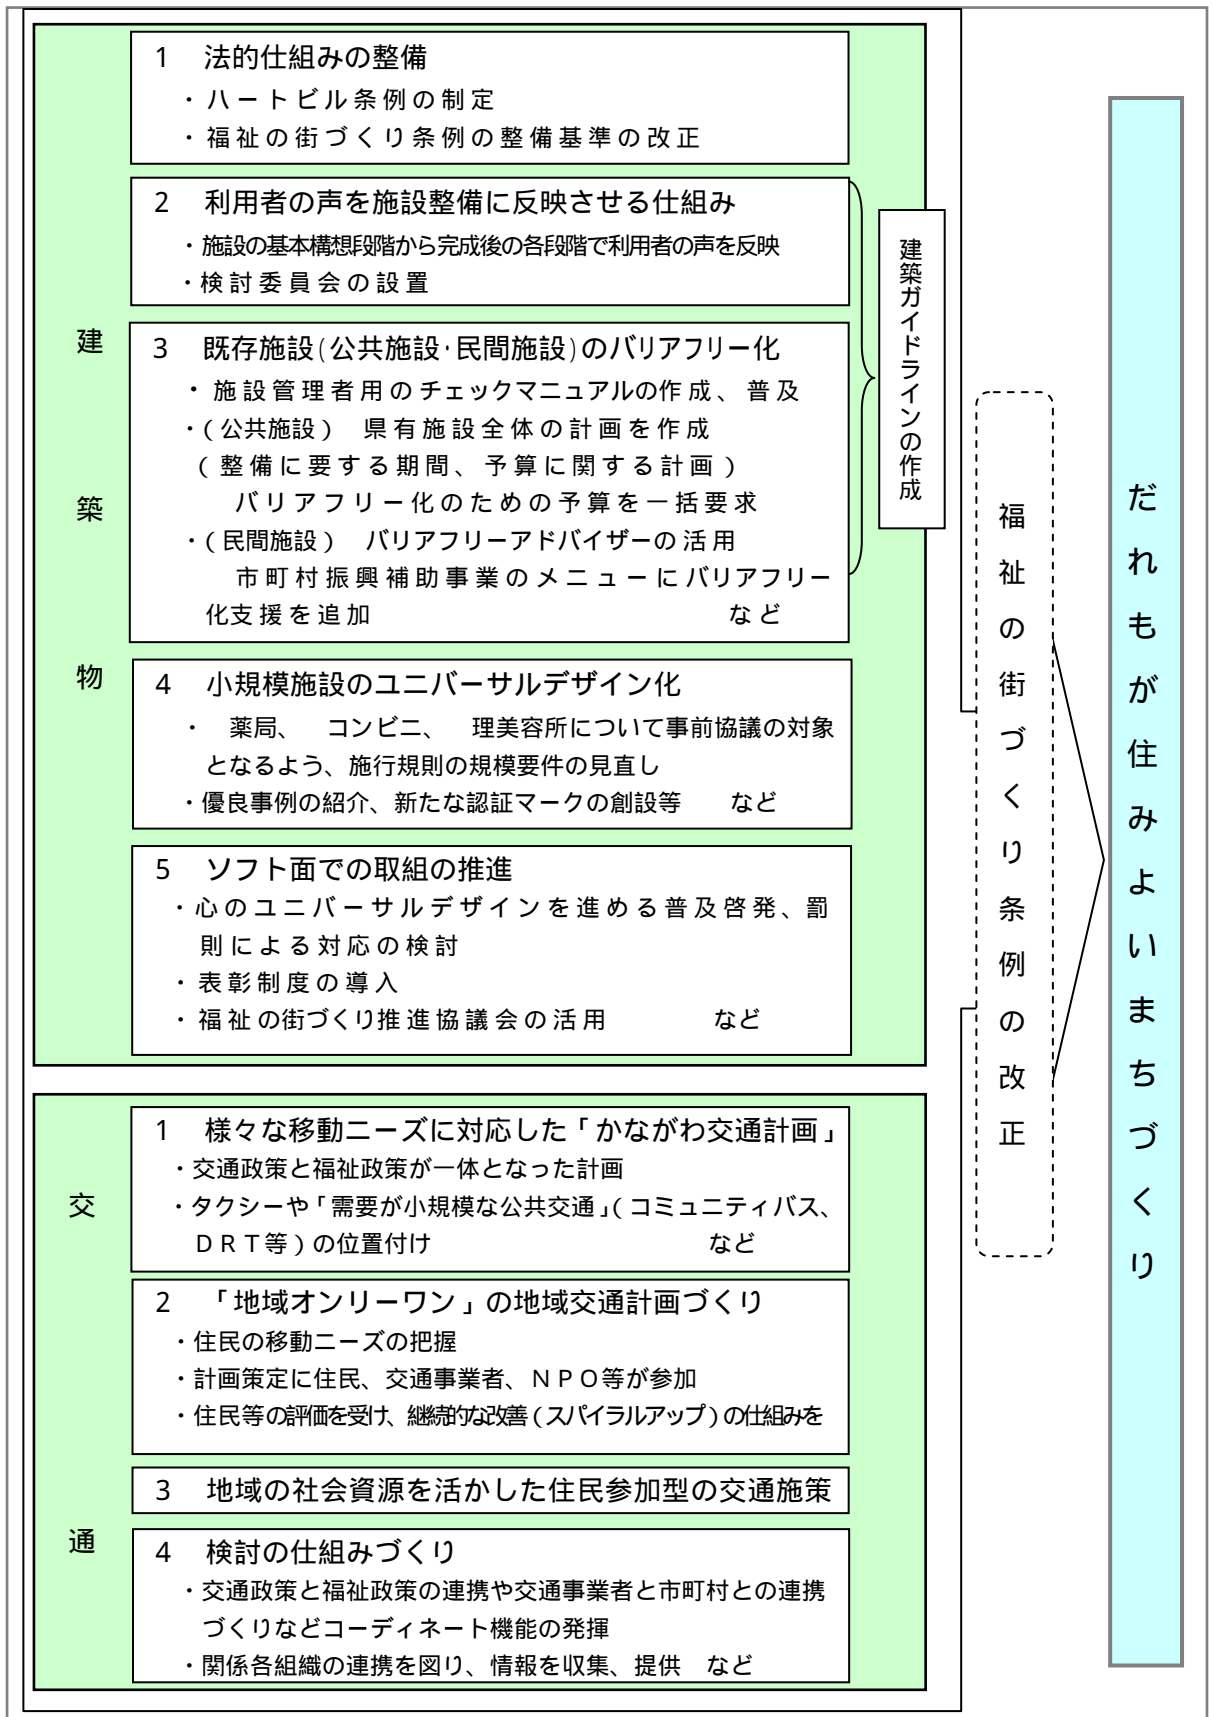 建築物
1 法的仕組みの整備
・ハートビル条例の制定
・福祉の街づくり条例の整備基準の改正
2 利用者の声を施設整備に反映させる仕組み
・施設の基本構想段階から完成後の各段階で利用者の声を反映
・検討委員会の設置
3 既存施設(公共施設・民間施設)のバリアフリー化
・施設管理者用のチェックマニュアルの作成、普及
・(公共施設) 県有施設全体の計画を作成
(整備に要する期間、予算に関する計画)
バリアフリー化のための予算を一括要求
・(民間施設) バリアフリーアドバイザーの活用
市町村振興補助事業のメニューにバリアフリー
化支援を追加 など
4 小規模施設のユニバーサルデザイン化
・ 薬局、 コンビニ、 理美容所について事前協議の対象
となるよう、施行規則の規模要件の見直し
・優良事例の紹介、新たな認証マークの創設等 など
5 ソフト面での取組の推進
・心のユニバーサルデザインを進める普及啓発、罰
則による対応の検討
・表彰制度の導入
・福祉の街づくり推進協議会の活用 など
建築ガイドラインの作成
交通
1 様々な移動ニーズに対応した「かながわ交通計画」
・交通政策と福祉政策が一体となった計画
・タクシーや「需要が小規模な公共交通」(コミュニティバス、
DRT等)の位置付け など
2 「地域オンリーワン」の地域交通計画づくり
・住民の移動ニーズの把握
・計画策定に住民、交通事業者、NPO等が参加
・住民等の評価を受け、継続的な改善(スパイラルアップ)の仕組みを
3 地域の社会資源を活かした住民参加型の交通施策
4 検討の仕組みづくり
・交通政策と福祉政策の連携や交通事業者と市町村との連携
づくりなどコーディネート機能の発揮
・関係各組織の連携を図り、情報を収集、提供 など
福祉の街づくり条例の改正
だれもが住みよいまちづくり